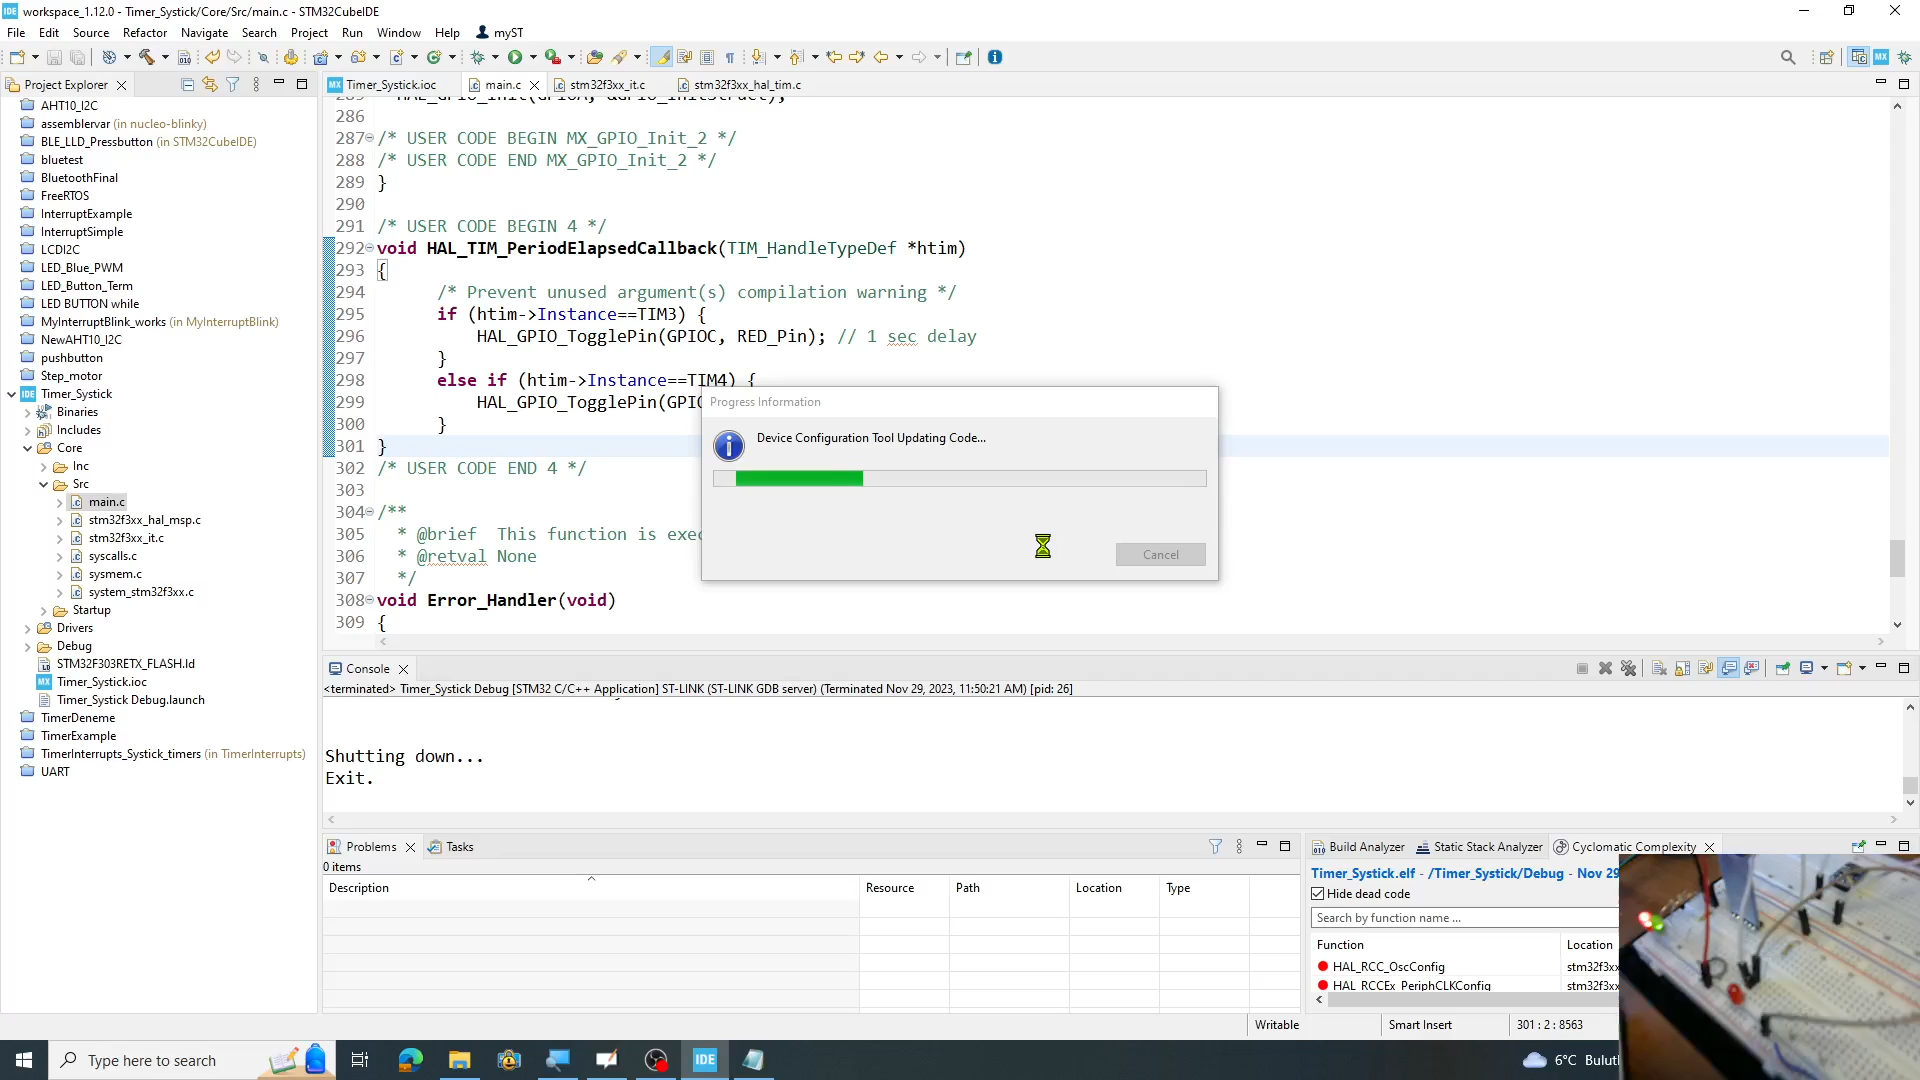 workspace_1.12.0 - Timer_Systick/Core/Src/main.c - STM32CubeIDE
File Edit Source Refactor Navigate Search Project Run Window Help myST
Project Explorer
AHT10_I2C
assemblervar (in nucleo-blinky)
BLE_LLD_Pressbutton (in STM32CubeIDE)
bluetest
BluetoothFinal
FreeRTOS
InterruptExample
InterruptSimple
LCDI2C
LED_Blue_PWM
LED_Button_Term
LED BUTTON while
MyInterruptBlink_works (in MyInterruptBlink)
NewAHT10_I2C
pushbutton
Step_motor
Timer_Systick
Binaries
Includes
Core
Inc
Src
main.c
stm32f3xx_hal_msp.c
stm32f3xx_it.c
syscalls.c
sysmem.c
system_stm32f3xx.c
Startup
Drivers
Debug
STM32F303RETX_FLASH.ld
Timer_Systick.ioc
Timer_Systick Debug.launch
TimerDeneme
TimerExample
TimerInterrupts_Systick_timers (in TimerInterrupts)
UART
Timer_Systick.ioc main.c stm32f3xx_it.c stm32f3xx_hal_tim.c
286
287 /* USER CODE BEGIN MX_GPIO_Init_2 */
288 /* USER CODE END MX_GPIO_Init_2 */
289 }
290
291 /* USER CODE BEGIN 4 */
292 void HAL_TIM_PeriodElapsedCallback(TIM_HandleTypeDef *htim)
293 {
294 /* Prevent unused argument(s) compilation warning */
295 if (htim->Instance==TIM3) {
296 HAL_GPIO_TogglePin(GPIOC, RED_Pin); // 1 sec delay
297 }
298 else if (htim->Instance==TIM4) {
299 HAL_GPIO_TogglePin(GPIO
300 }
301 }
302 /* USER CODE END 4 */
303
304 /**
305 * @brief This function is exec
306 * @retval None
307 */
308 void Error_Handler(void)
309 {
Progress Information
Device Configuration Tool Updating Code...
Cancel
Console
<terminated> Timer_Systick Debug [STM32 C/C++ Application] ST-LINK (ST-LINK GDB server) (Terminated Nov 29, 2023, 11:50:21 AM) [pid: 26]
Shutting down...
Exit.
Problems Tasks
0 items
Description Resource Path Location Type
Build Analyzer Static Stack Analyzer Cyclomatic Complexity
Timer_Systick.elf - /Timer_Systick/Debug - Nov 29
Hide dead code
Search by function name ...
Function Location
HAL_RCC_OscConfig stm32f3xx
HAL_RCCEx_PeriphCLKConfig stm32f3xx
Writable Smart Insert 301 : 2 : 8563
Type here to search
IDE
6°C Bulut